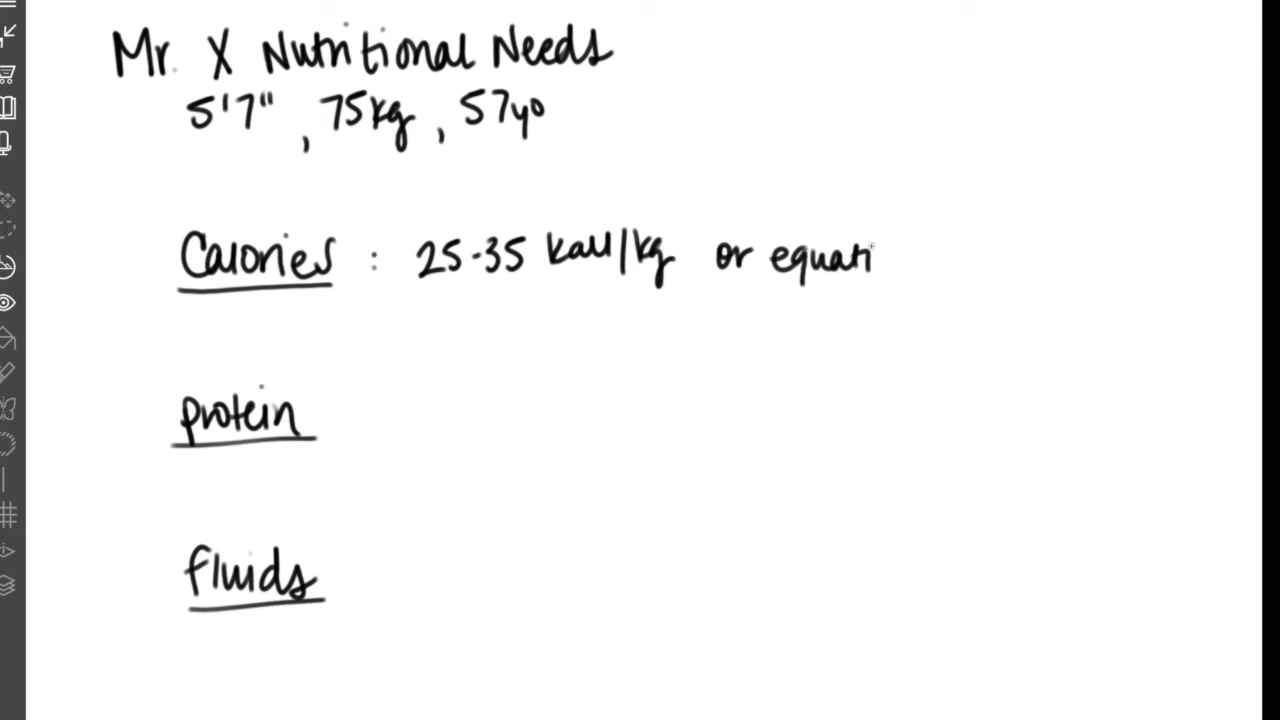 Mr. X Nutritional Needs
5'7", 75kg, 57yo
Calories : 25-35 kcal/kg or equati
protein
fluids